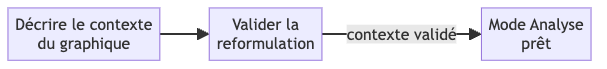 Décrire le contexte
du graphique
Valider la
reformulation
contexte validé
Mode Analyse
prêt